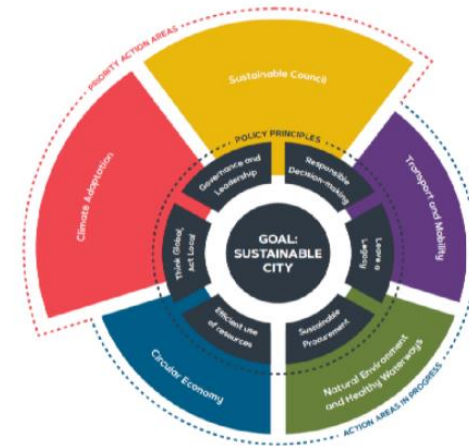 PRIORITY ACTION AREAS
Sustainable Council
Climate Adaptation
Transport and Mobility
POLICY PRINCIPLES
Governance and
Leadership
Responsible
Decision-making
Think Global,
Act Local
Leave a
Legacy
GOAL:
SUSTAINABLE
CITY
Efficient use
of resources
Sustainable
Procurement
Circular Economy
Natural Environment
and Healthy Waterways
ACTION AREAS IN PROGRESS